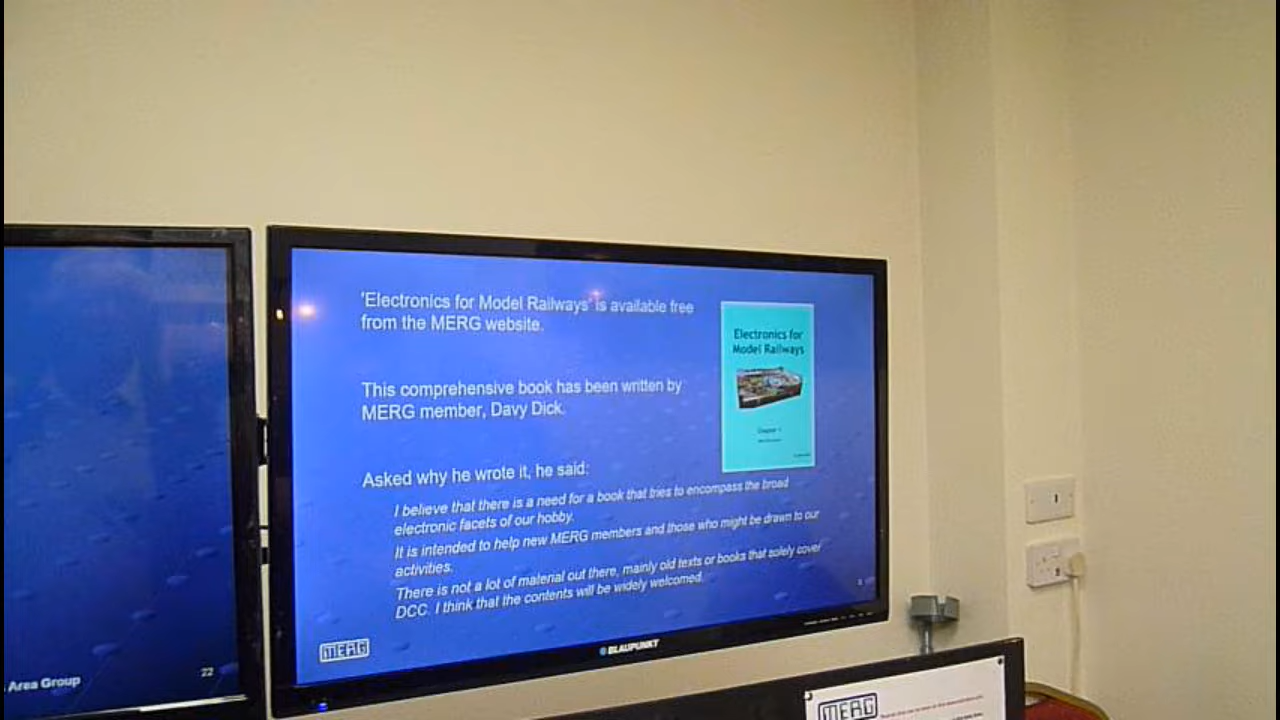 'Electronics for Model Railways' is available free
from the MERG website.
This comprehensive book has been written by
MERG member, Davy Dick.
Asked why he wrote it, he said:
I believe that there is a need for a book that tries to encompass the broad
electronic facets of our hobby.
It is intended to help new MERG members and those who might be drawn to our
activities.
There is not a lot of material out there, mainly old texts or books that solely cover
DCC. I think that the contents will be widely welcomed.
Electronics for
Model Railways
MERG
BLAUPUNKT
Area Group
22
MERG